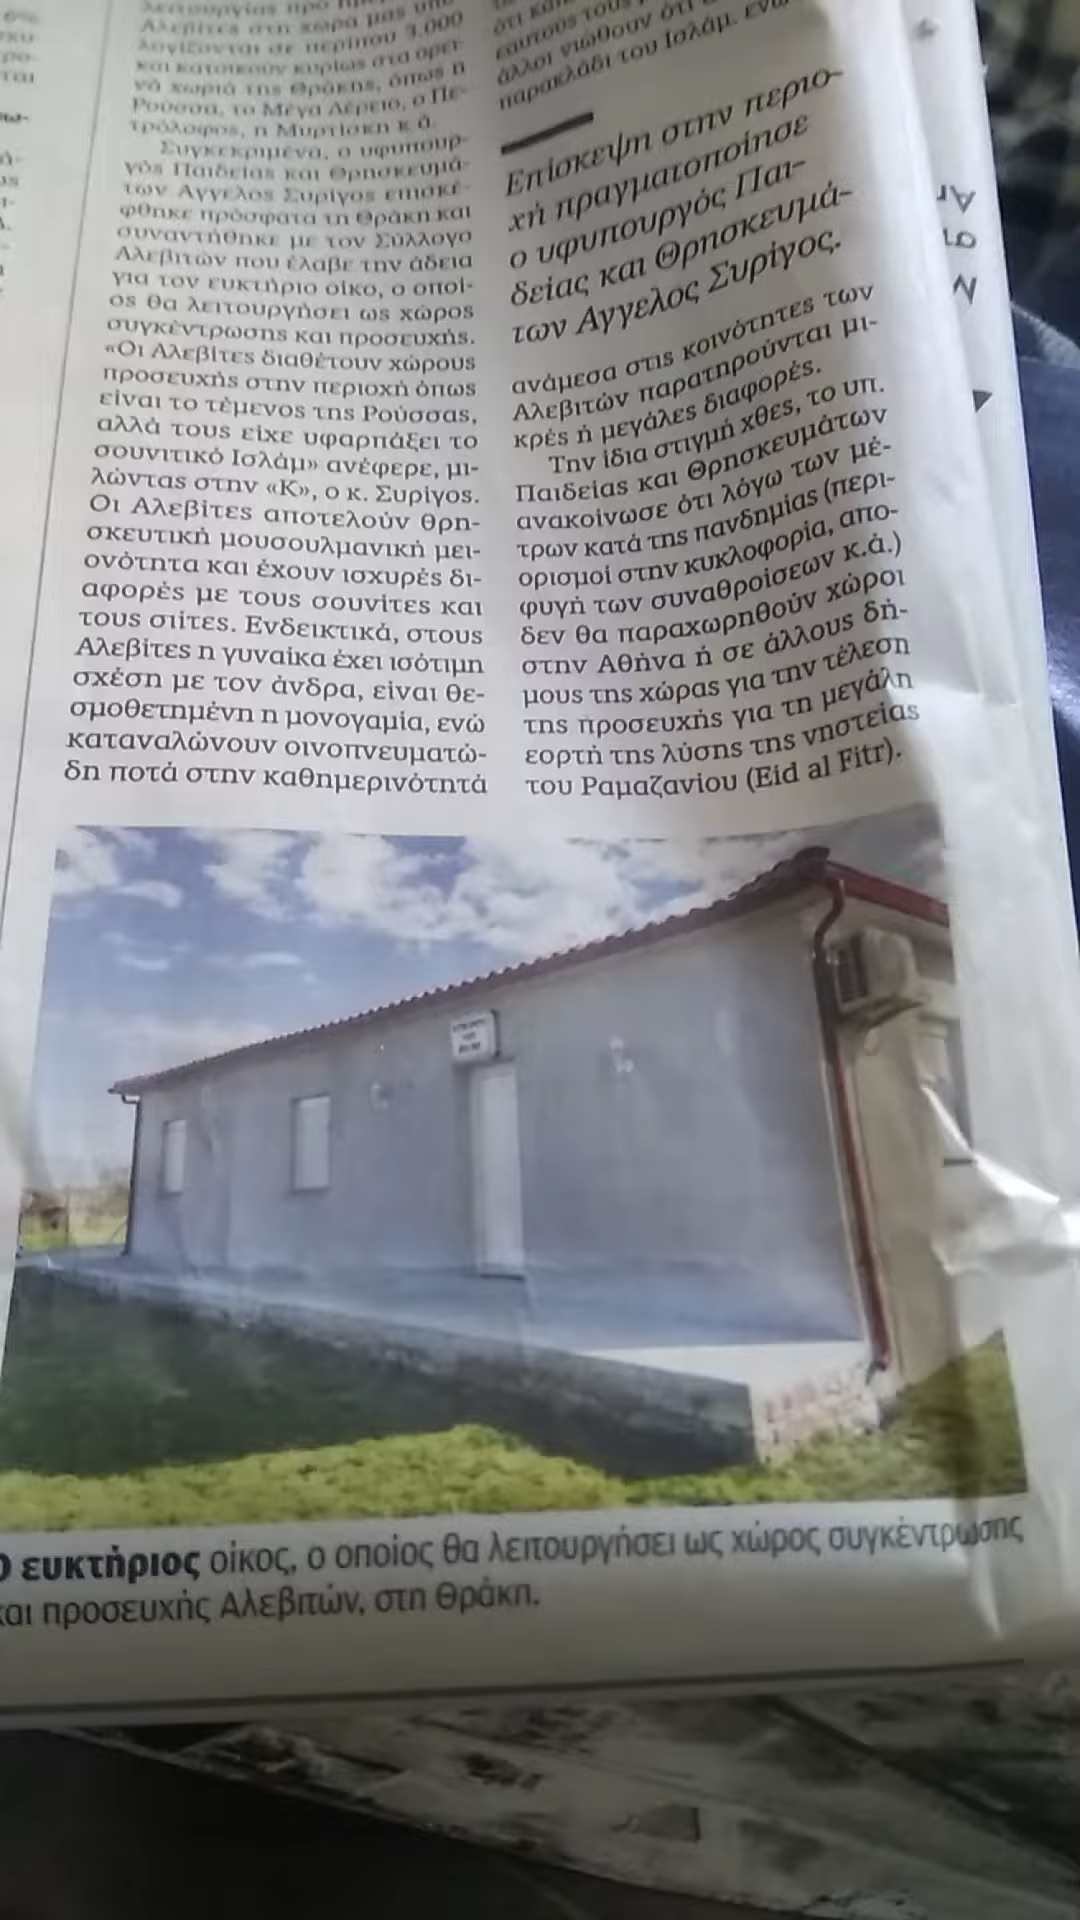 Αλεβίτες στη χώρα μας υπο-
λογίζονται σε περίπου 3.000
και κατοικούν κυρίως στα ορει-
νά χωριά της Θράκης, όπως η
Ρούσσα, το Μέγα Δέρειο, ο Πε-
τρόλοφος, η Μυρτίσκη κ.ά.
Συγκεκριμένα, ο υφυπουρ-
γός Παιδείας και Θρησκευμά-
των Αγγελος Συρίγος επισκέ-
φθηκε πρόσφατα τη Θράκη και
συναντήθηκε με τον Σύλλογο
Αλεβιτών που έλαβε την άδεια
για τον ευκτήριο οίκο, ο οποί-
ος θα λειτουργήσει ως χώρος
συγκέντρωσης και προσευχής.
«Οι Αλεβίτες διαθέτουν χώρους
προσευχής στην περιοχή όπως
είναι το τέμενος της Ρούσσας,
αλλά τους είχε υφαρπάξει το
σουνιτικό Ισλάμ» ανέφερε, μι-
λώντας στην «Κ», ο κ. Συρίγος.
Οι Αλεβίτες αποτελούν θρη-
σκευτική μουσουλμανική μει-
ονότητα και έχουν ισχυρές δι-
αφορές με τους σουνίτες και
τους σιίτες. Ενδεικτικά, στους
Αλεβίτες η γυναίκα έχει ισότιμη
σχέση με τον άνδρα, είναι θε-
σμοθετημένη η μονογαμία, ενώ
καταναλώνουν οινοπνευματώ-
δη ποτά στην καθημερινότητά
εαυτούς τους
άλλοι νιώθουν ότι
παρακλάδι του Ισλάμ, ενώ
Επίσκεψη στην περιο-
χή πραγματοποίησε
ο υφυπουργός Παι-
δείας και Θρησκευμά-
των Αγγελος Συρίγος.
ανάμεσα στις κοινότητες των
Αλεβιτών παρατηρούνται μι-
κρές ή μεγάλες διαφορές.
Την ίδια στιγμή χθες, το υπ.
Παιδείας και Θρησκευμάτων
ανακοίνωσε ότι λόγω των μέ-
τρων κατά της πανδημίας (περι-
ορισμοί στην κυκλοφορία, απο-
φυγή των συναθροίσεων κ.ά.)
δεν θα παραχωρηθούν χώροι
στην Αθήνα ή σε άλλους δή-
μους της χώρας για την τέλεση
της προσευχής για τη μεγάλη
εορτή της λύσης της νηστείας
του Ραμαζανίου (Eid al Fitr).
Ο ευκτήριος οίκος, ο οποίος θα λειτουργήσει ως χώρος συγκέντρωσης
και προσευχής Αλεβιτών, στη Θράκη.